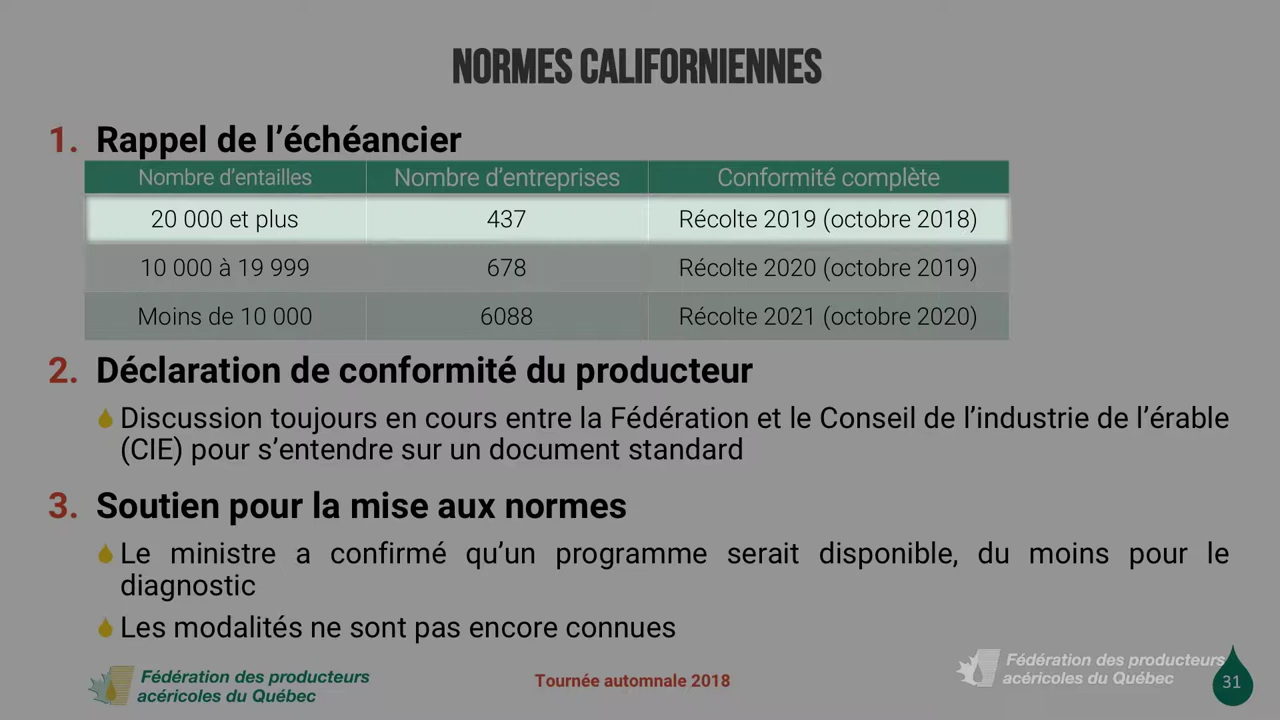 NORMES CALIFORNIENNES
1. Rappel de l’échéancier
Nombre d’entailles Nombre d’entreprises Conformité complète
20 000 et plus 437 Récolte 2019 (octobre 2018)
10 000 à 19 999 678 Récolte 2020 (octobre 2019)
Moins de 10 000 6088 Récolte 2021 (octobre 2020)
2. Déclaration de conformité du producteur
Discussion toujours en cours entre la Fédération et le Conseil de l’industrie de l’érable
(CIE) pour s’entendre sur un document standard
3. Soutien pour la mise aux normes
Le ministre a confirmé qu’un programme serait disponible, du moins pour le
diagnostic
Les modalités ne sont pas encore connues
Fédération des producteurs
acéricoles du Québec
Tournée automnale 2018
Fédération des producteurs
acéricoles du Québec
31